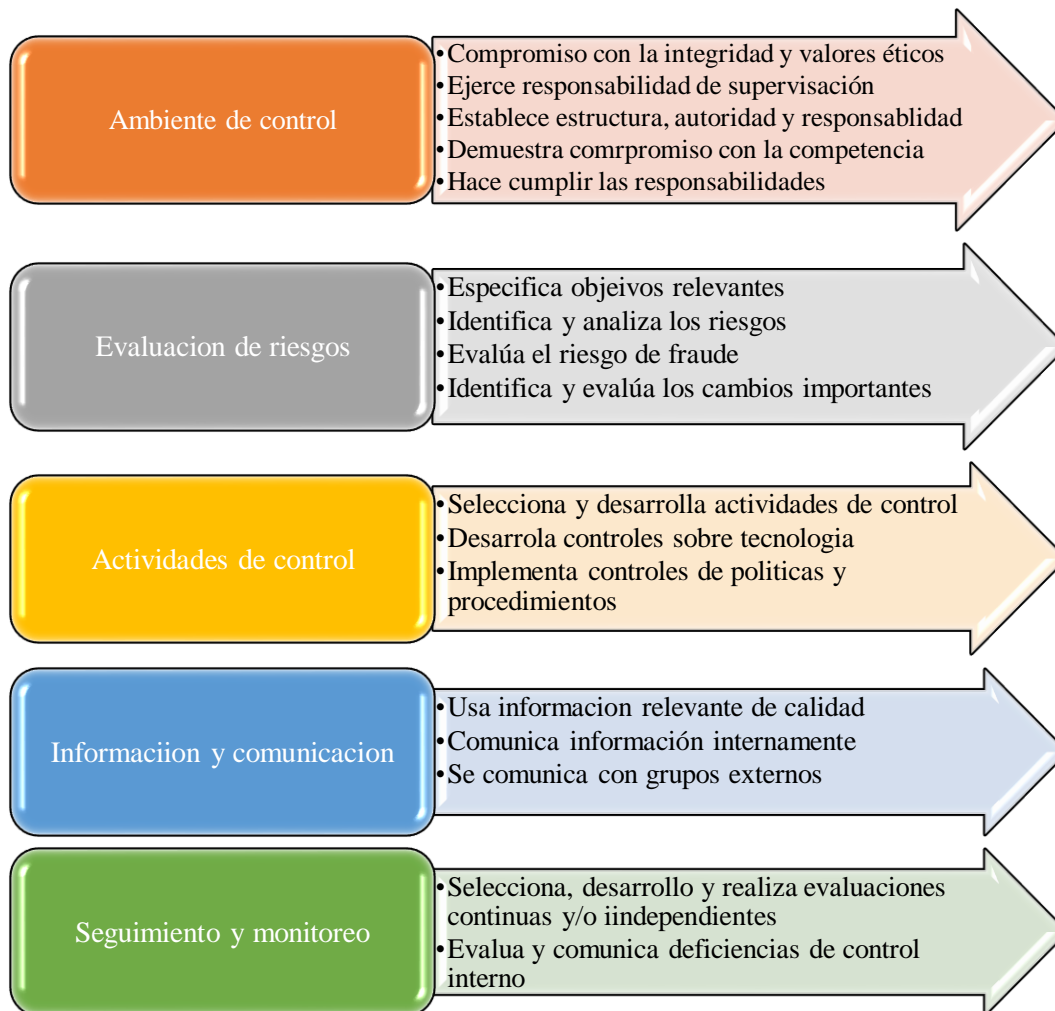 Ambiente de control
•Compromiso con la integridad y valores éticos
•Ejerce responsabilidad de supervisación
•Establece estructura, autoridad y responsablidad
•Demuestra comrpromiso con la competencia
•Hace cumplir las responsabilidades
Evaluacion de riesgos
•Especifica objeivos relevantes
•Identifica y analiza los riesgos
•Evalúa el riesgo de fraude
•Identifica y evalúa los cambios importantes
Actividades de control
•Selecciona y desarrolla actividades de control
•Desarrola controles sobre tecnologia
•Implementa controles de politicas y
procedimientos
Informaciion y comunicacion
•Usa informacion relevante de calidad
•Comunica información internamente
•Se comunica con grupos externos
Seguimiento y monitoreo
•Selecciona, desarrollo y realiza evaluaciones
continuas y/o iindependientes
•Evalua y comunica deficiencias de control
interno